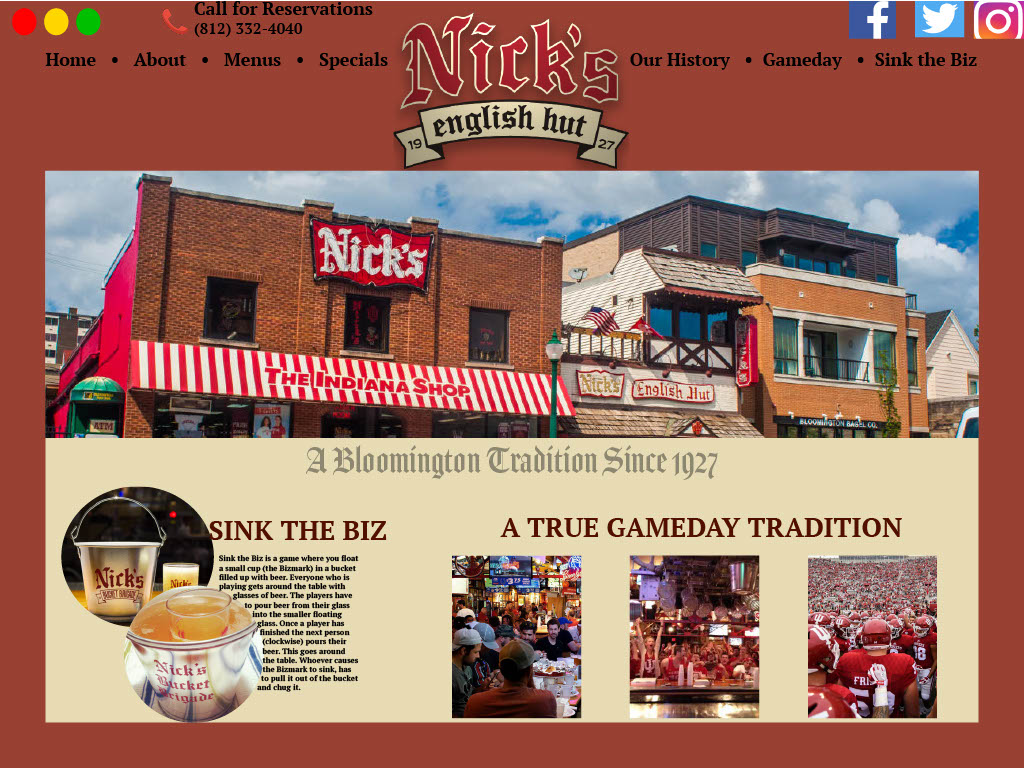 Call for Reservations
(812) 332-4040
Home • About • Menus • Specials
Nick's
english hut
19 27
Our History • Gameday • Sink the Biz
Nick's
THE INDIANA SHOP
Nick's English Hut
ATM
BLOOMINGTON BAGEL CO.
A Bloomington Tradition Since 1927
SINK THE BIZ
Sink the Biz is a game where you float
a small cup (the Bizmark) in a bucket
filled up with beer. Everyone who is
playing gets around the table with
glasses of beer. The players have
to pour beer from their glass
into the smaller floating
glass. Once a player has
finished the next person
(clockwise) pours their
beer. This goes around
the table. Whoever causes
the Bizmark to sink, has
to pull it out of the bucket
and chug it.
Nick's
BUCKET BRIGADE
Nick's
Nick's
Bucket
Brigade
A TRUE GAMEDAY TRADITION